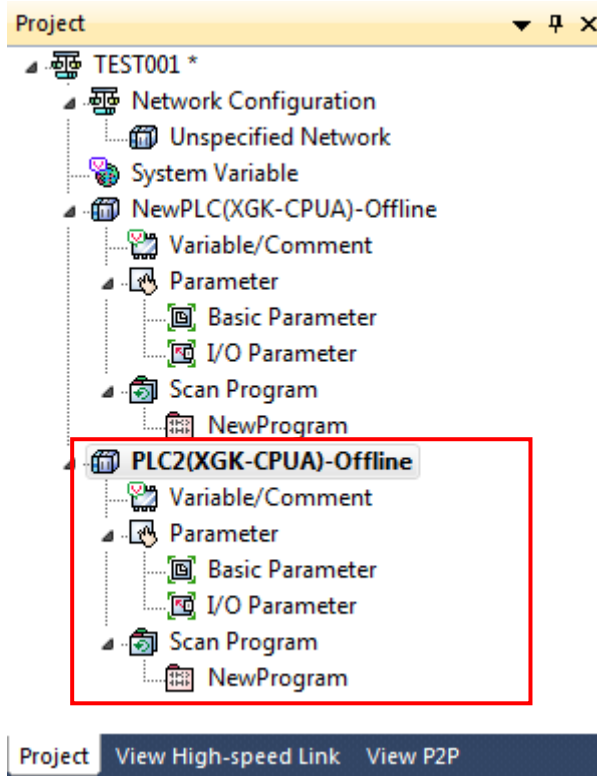 Project
TEST001 *
Network Configuration
Unspecified Network
System Variable
NewPLC(XGK-CPUA)-Offline
Variable/Comment
Parameter
Basic Parameter
I/O Parameter
Scan Program
NewProgram
PLC2(XGK-CPUA)-Offline
Variable/Comment
Parameter
Basic Parameter
I/O Parameter
Scan Program
NewProgram
Project View High-speed Link View P2P